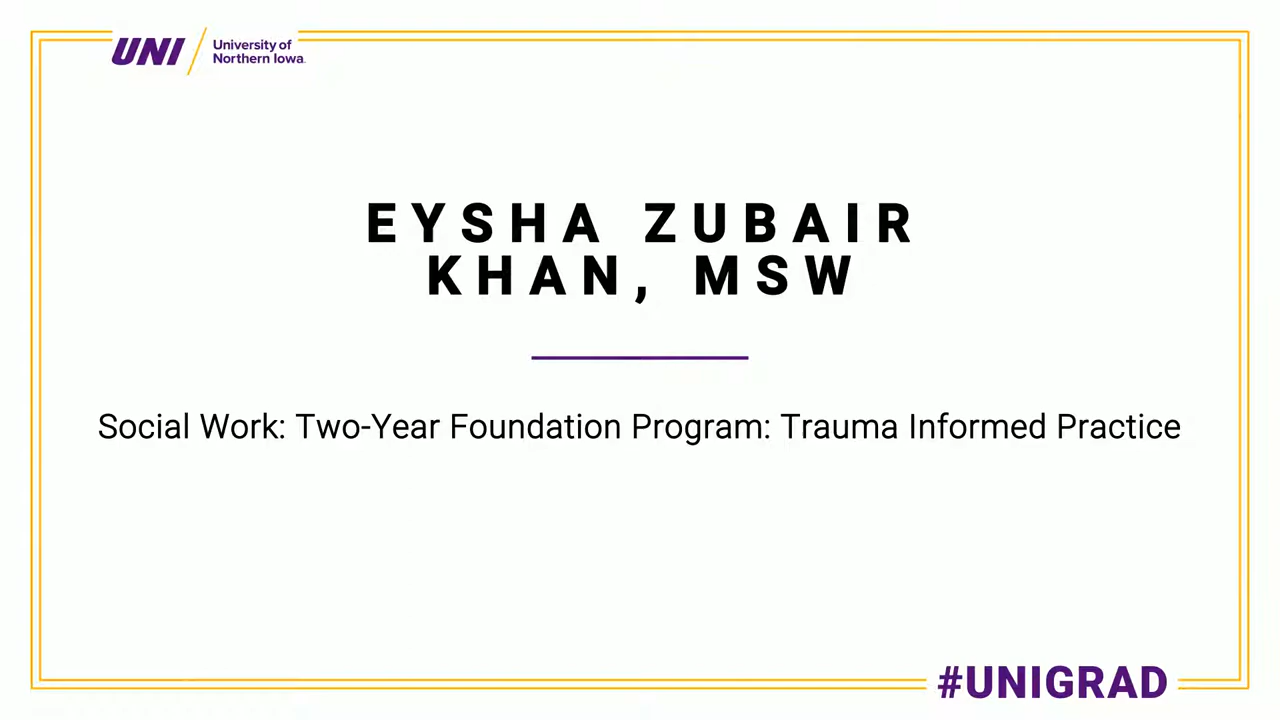 UNI
University of
Northern Iowa
EYSHA ZUBAIR
KHAN, MSW
Social Work: Two-Year Foundation Program: Trauma Informed Practice
#UNIGRAD